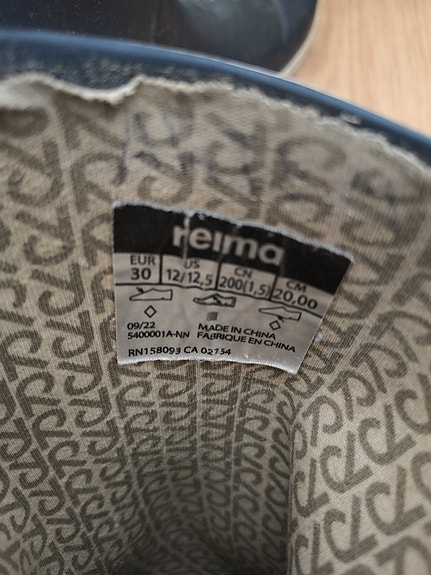 reima
EUR US CN CM
30 12/12,5 200(1,5) 20,00
09/22 MADE IN CHINA
5400001A-NN FABRIQUE EN CHINA
RN158093 CA 02734